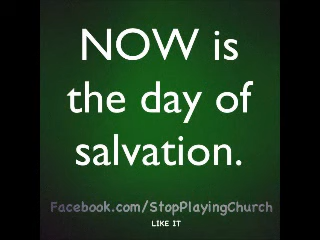 NOW is
the day of
salvation.
Facebook.com/StopPlayingChurch
LIKE IT